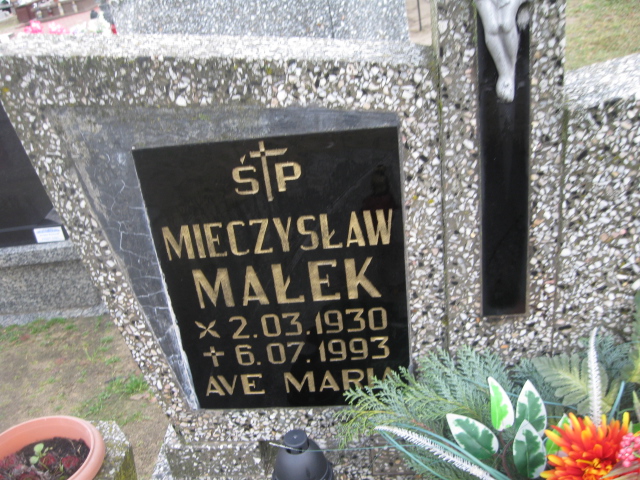 ŚP
MIECZYSŁAW
MAŁEK
× 2.03.1930
† 6.07.1993
AVE MARIA